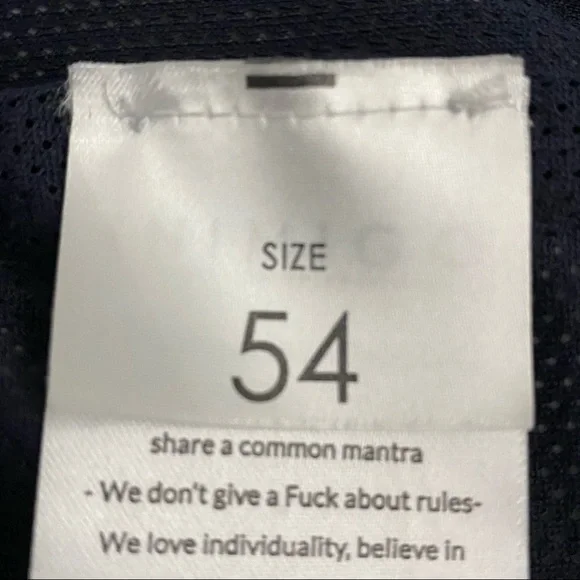 SIZE
54
share a common mantra
- We don't give a Fuck about rules-
We love individuality, believe in